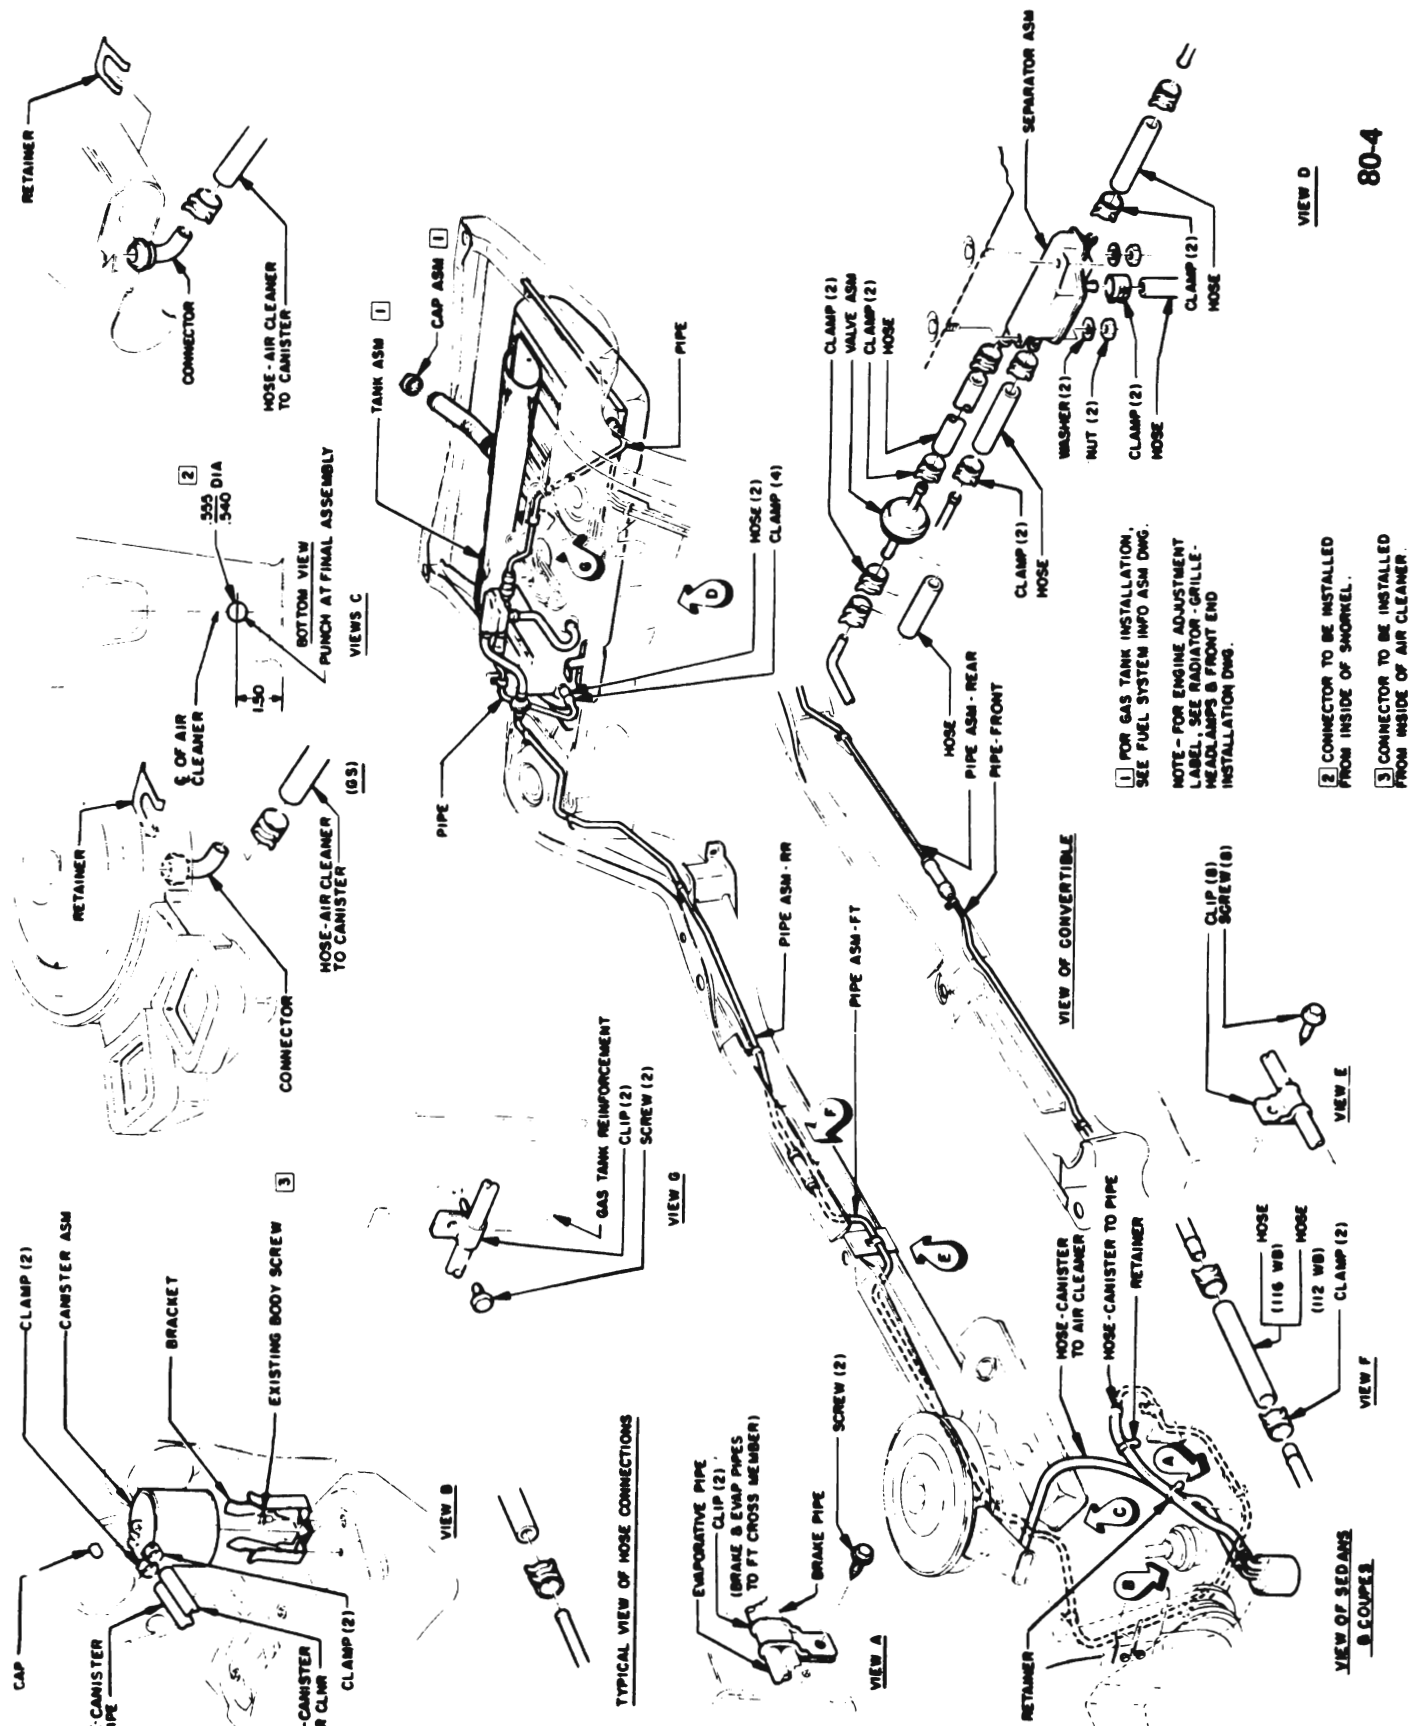 RETAINER
CONNECTOR
HOSE-AIR CLEANER
TO CANISTER
2
.555 DIA
.540
℄ OF AIR
CLEANER
1.50
BOTTOM VIEW
PUNCH AT FINAL ASSEMBLY
VIEWS C
RETAINER
CONNECTOR
HOSE-AIR CLEANER
TO CANISTER
(GS)
CLAMP (2)
CANISTER ASM
BRACKET
EXISTING BODY SCREW
3
CAP
-CANISTER
-CANISTER
R CLNR
CLAMP (2)
VIEW B
TANK ASM
1
CAP ASM
1
PIPE
HOSE (2)
CLAMP (4)
PIPE
G
D
PIPE ASM-RR
PIPE ASM-FT
F
E
GAS TANK REINFORCEMENT
CLIP (2)
SCREW (2)
VIEW G
TYPICAL VIEW OF HOSE CONNECTIONS
EVAPORATIVE PIPE
CLIP (2)
(BRAKE & EVAP PIPES
TO FT CROSS MEMBER)
BRAKE PIPE
SCREW (2)
VIEW A
SEPARATOR ASM
CLAMP (2)
VALVE ASM
CLAMP (2)
HOSE
WASHER (2)
NUT (2)
CLAMP (2)
HOSE
CLAMP (2)
HOSE
CLAMP (2)
HOSE
HOSE
VIEW D
80-4
PIPE ASM-REAR
PIPE-FRONT
VIEW OF CONVERTIBLE
1 FOR GAS TANK INSTALLATION,
SEE FUEL SYSTEM INFO ASM DWG.
NOTE-FOR ENGINE ADJUSTMENT
LABEL, SEE RADIATOR-GRILLE-
HEADLAMPS & FRONT END
INSTALLATION DWG.
2 CONNECTOR TO BE INSTALLED
FROM INSIDE OF SNORKEL.
3 CONNECTOR TO BE INSTALLED
FROM INSIDE OF AIR CLEANER.
CLIP (8)
SCREW (8)
VIEW E
HOSE-CANISTER
TO AIR CLEANER
HOSE-CANISTER TO PIPE
RETAINER
A
C
B
RETAINER
VIEW OF SEDANS
& COUPES
HOSE
(116 WB)
HOSE
(112 WB)
CLAMP (2)
VIEW F